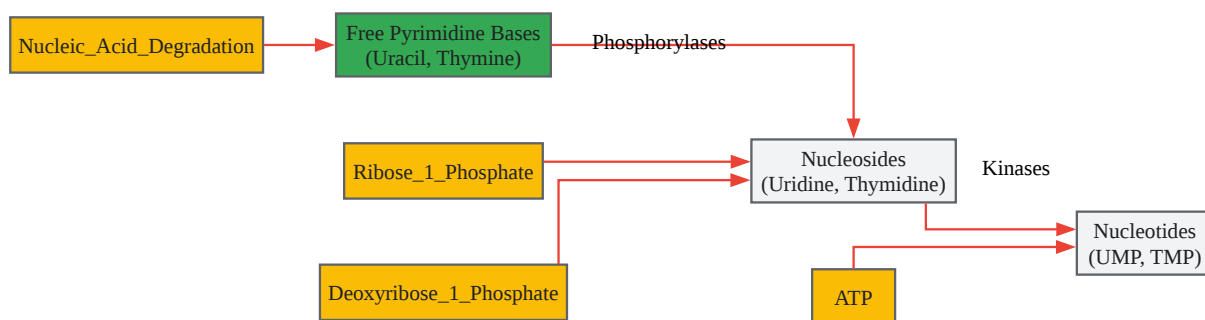 Nucleic_Acid_Degradation
Free Pyrimidine Bases
(Uracil, Thymine)
Phosphorylases
Ribose_1_Phosphate
Nucleosides
(Uridine, Thymidine)
Kinases
Nucleotides
(UMP, TMP)
Deoxyribose_1_Phosphate
ATP